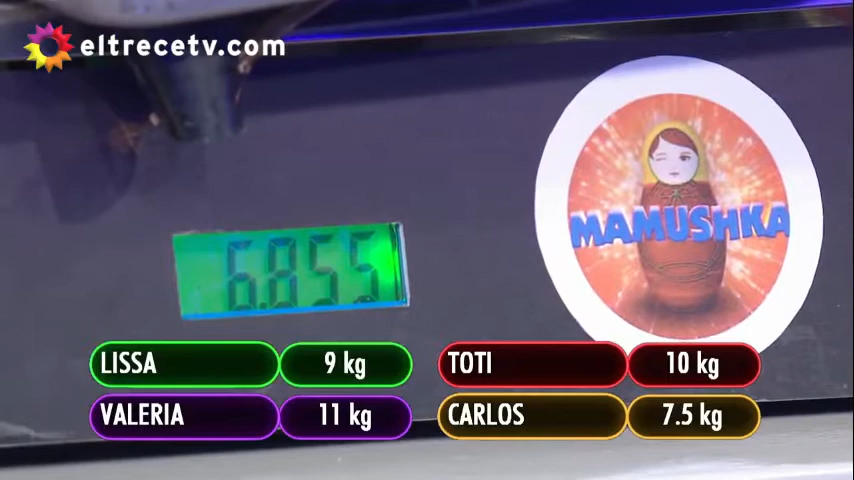 eltrecetv.com
MAMUSHKA
6.855
LISSA 9 kg
TOTI 10 kg
VALERIA 11 kg
CARLOS 7.5 kg